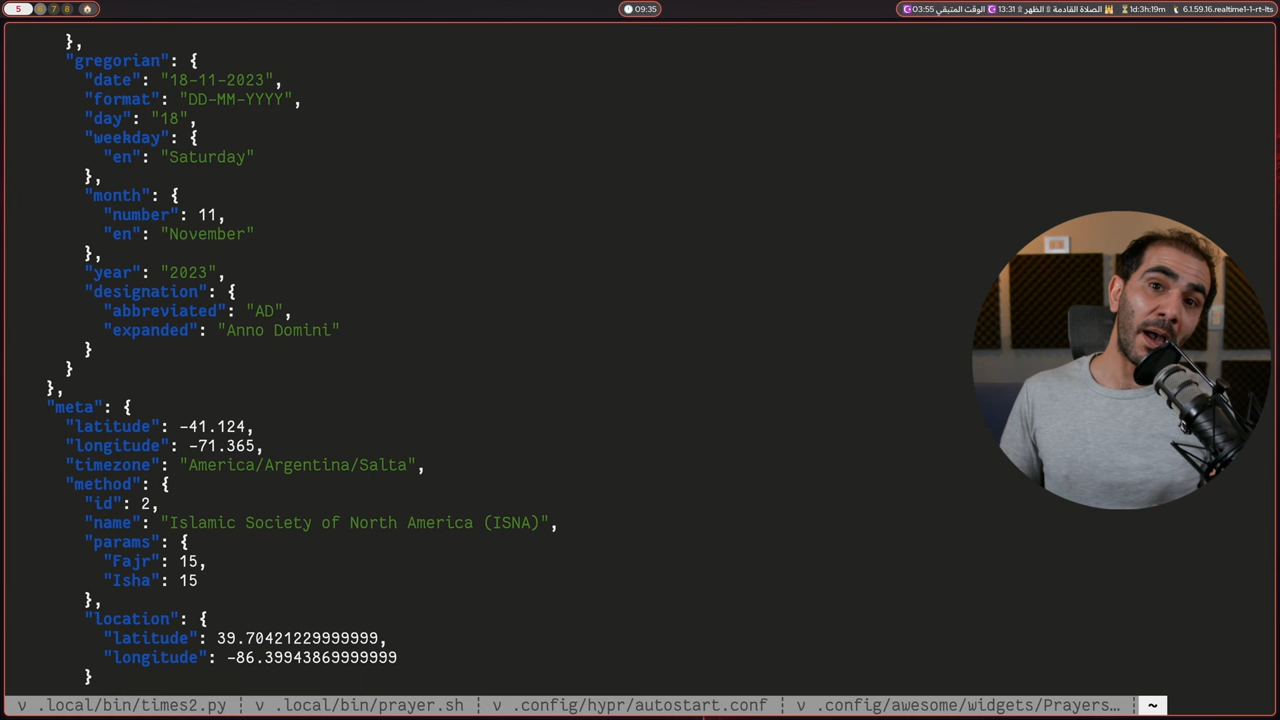 5 6 7 8
09:35
03:55 الصلاة القادمة الظهر 13:31 الوقت المتبقي
1d:3h:19m
6.1.59.16.realtime1-1-rt-lts
},
"gregorian": {
"date": "18-11-2023",
"format": "DD-MM-YYYY",
"day": "18",
"weekday": {
"en": "Saturday"
},
"month": {
"number": 11,
"en": "November"
},
"year": "2023",
"designation": {
"abbreviated": "AD",
"expanded": "Anno Domini"
}
}
},
"meta": {
"latitude": -41.124,
"longitude": -71.365,
"timezone": "America/Argentina/Salta",
"method": {
"id": 2,
"name": "Islamic Society of North America (ISNA)",
"params": {
"Fajr": 15,
"Isha": 15
},
"location": {
"latitude": 39.70421229999999,
"longitude": -86.39943869999999
}
v .local/bin/times2.py ¦ v .local/bin/prayer.sh ¦ v .config/hypr/autostart.conf ¦ v .config/awesome/widgets/Prayers… ¦ ~